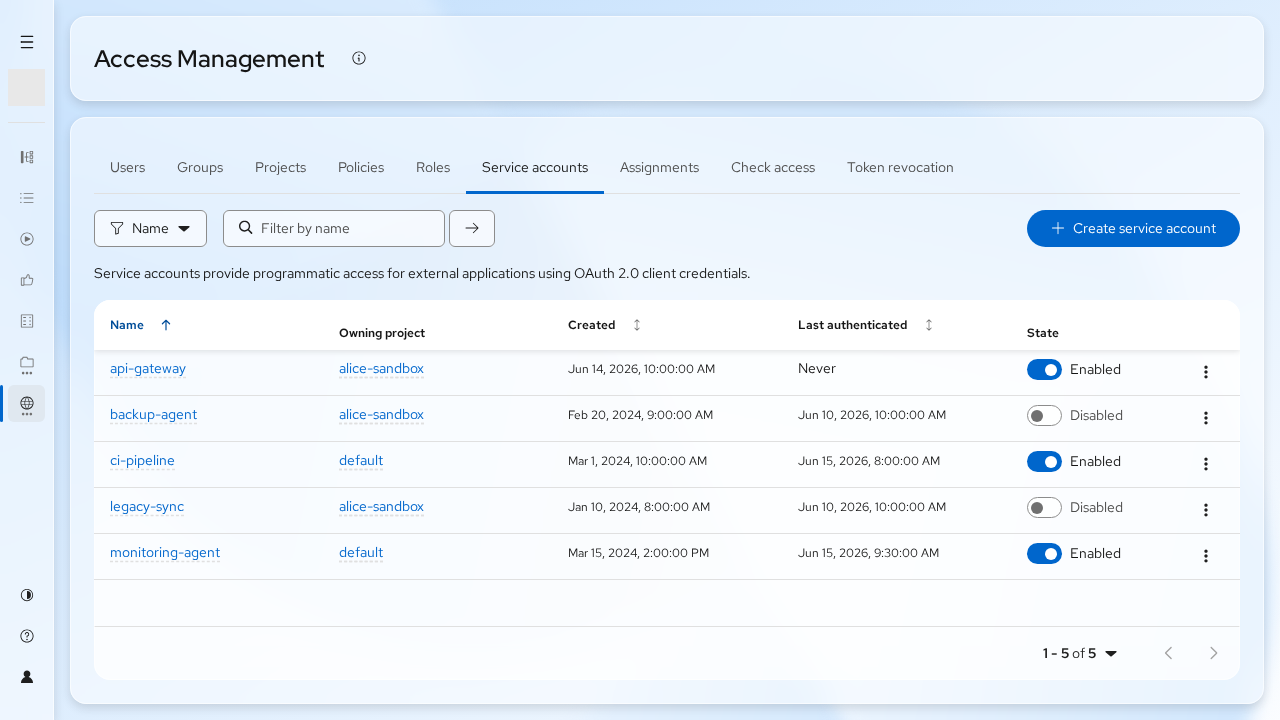 Access Management
Users Groups Projects Policies Roles Service accounts Assignments Check access Token revocation
Name Filter by name Create service account
Service accounts provide programmatic access for external applications using OAuth 2.0 client credentials.
Name Owning project Created Last authenticated State
api-gateway alice-sandbox Jun 14, 2026, 10:00:00 AM Never Enabled
backup-agent alice-sandbox Feb 20, 2024, 9:00:00 AM Jun 10, 2026, 10:00:00 AM Disabled
ci-pipeline default Mar 1, 2024, 10:00:00 AM Jun 15, 2026, 8:00:00 AM Enabled
legacy-sync alice-sandbox Jan 10, 2024, 8:00:00 AM Jun 10, 2026, 10:00:00 AM Disabled
monitoring-agent default Mar 15, 2024, 2:00:00 PM Jun 15, 2026, 9:30:00 AM Enabled
1 - 5 of 5